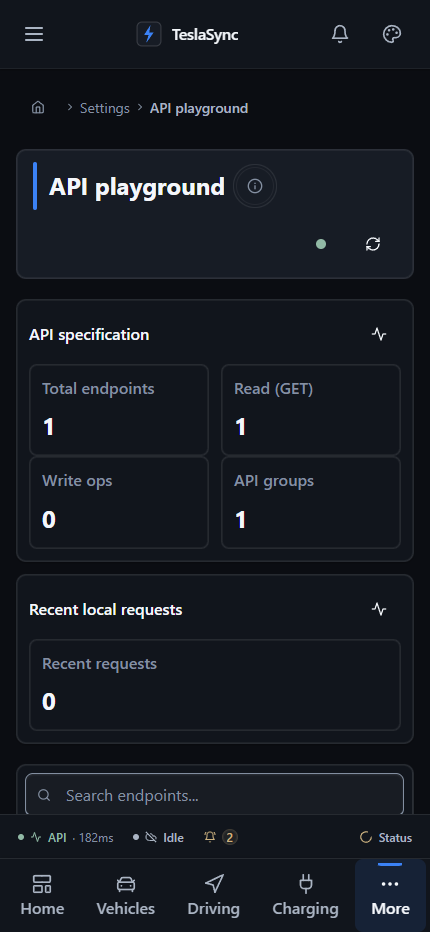 TeslaSync
Settings API playground
API playground
API specification
Total endpoints Read (GET)
1 1
Write ops API groups
0 1
Recent local requests
Recent requests
0
Search endpoints...
API · 182ms Idle 2 Status
Home Vehicles Driving Charging More